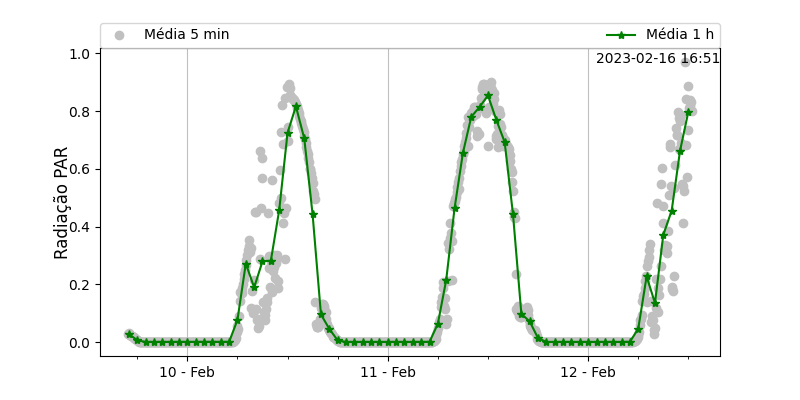 Média 5 min
Média 1 h
2023-02-16 16:51
Radiação PAR
1.0
0.8
0.6
0.4
0.2
0.0
10 - Feb
11 - Feb
12 - Feb